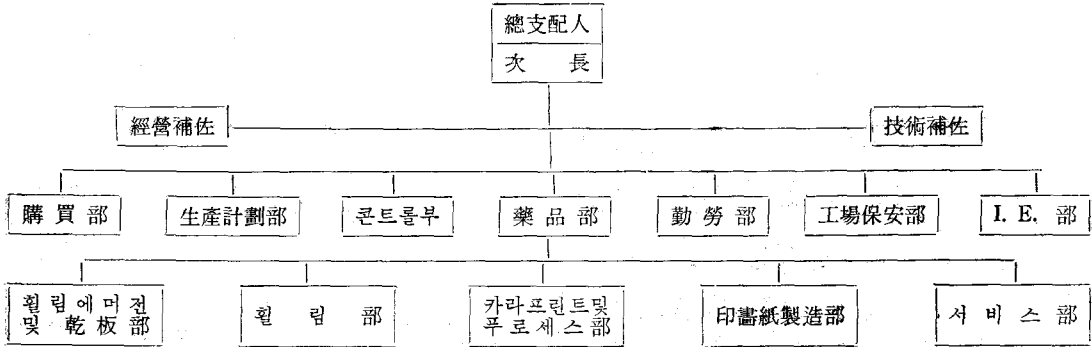 總支配人
次 長
經營補佐 技術補佐
購買部 生產計劃部 콘트롤부 藥品部 勤勞部 工場保安部 I. E. 部
휠림에머젼 및 乾板部 휠림部 카라프린트및 푸로세스部 印畵紙製造部 서비스部